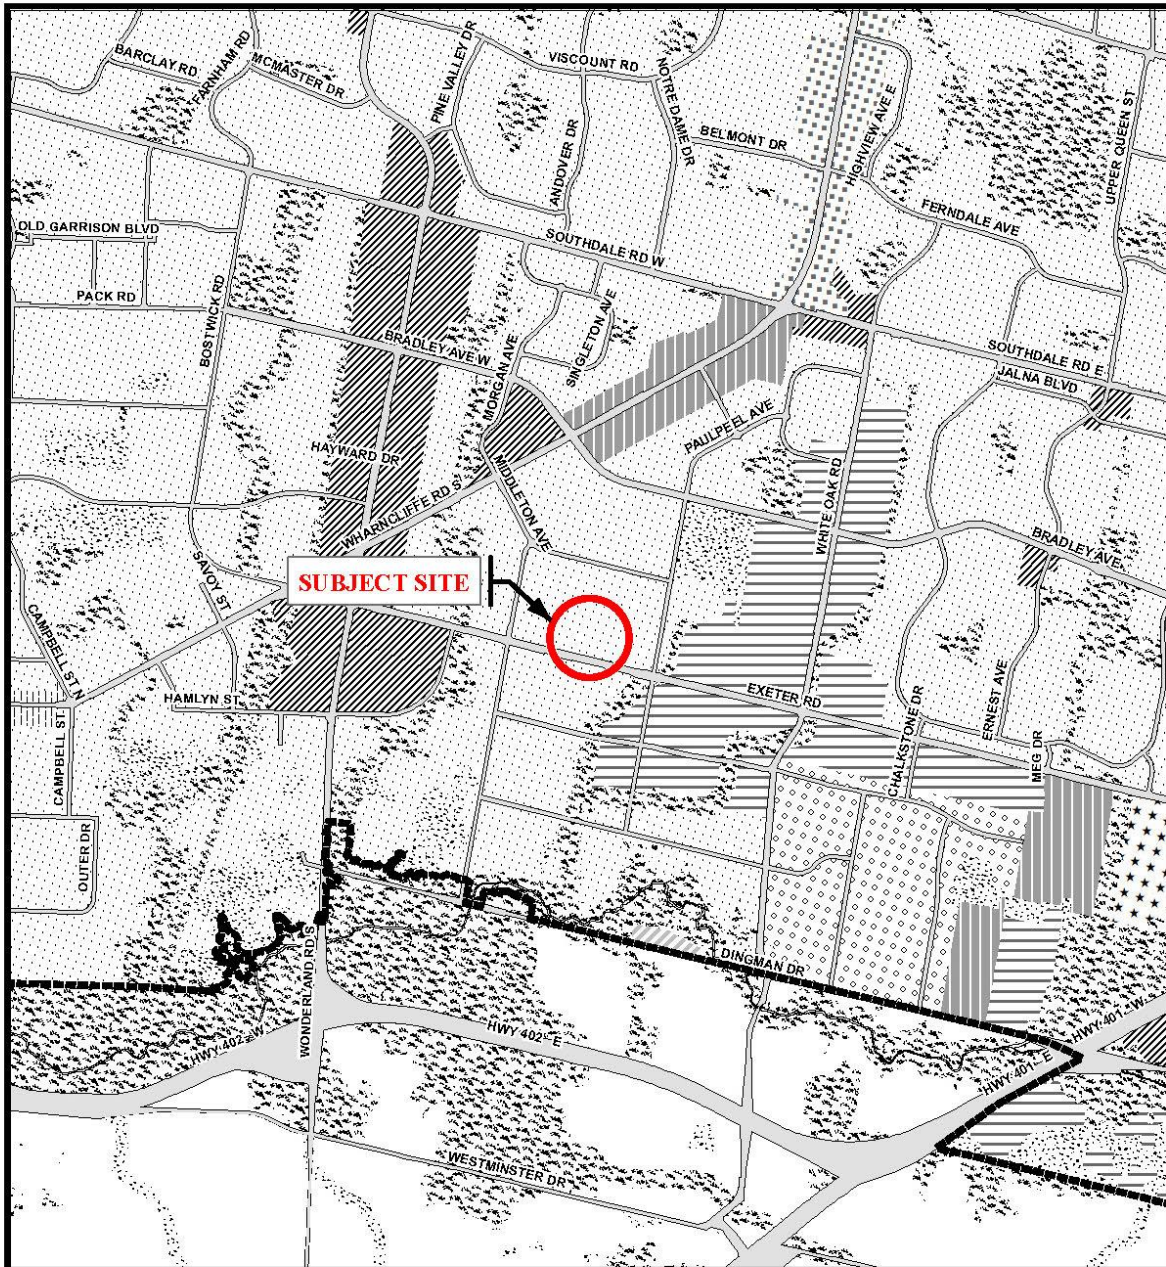 BARCLAY RD
FARNHAM RD
MCMASTER DR
PINE VALLEY DR
VISCOUNT RD
NOTRE DAME DR
ANDOVER DR
BELMONT DR
HIGHVIEW AVE E
UPPER QUEEN ST
FERNDALE AVE
OLD GARRISON BLVD
SOUTHDALE RD W
PACK RD
BOSTWICK RD
BRADLEY AVE W
MORGAN AVE
SINGLETON AVE
SOUTHDALE RD E
JALNA BLVD
PAULPEEL AVE
HAYWARD DR
WHARNCLIFFE RD S
MIDDLETON AVE
WHITE OAK RD
BRADLEY AVE
SAVOY ST
SUBJECT SITE
CAMPBELL ST N
HAMLYN ST
EXETER RD
CHALKSTONE DR
ERNEST AVE
MEG DR
CAMPBELL ST
OUTER DR
WONDERLAND RD S
DINGMAN DR
HWY 402 - W
HWY 402 - E
HWY 401 - W
HWY 401 - E
WESTMINSTER DR